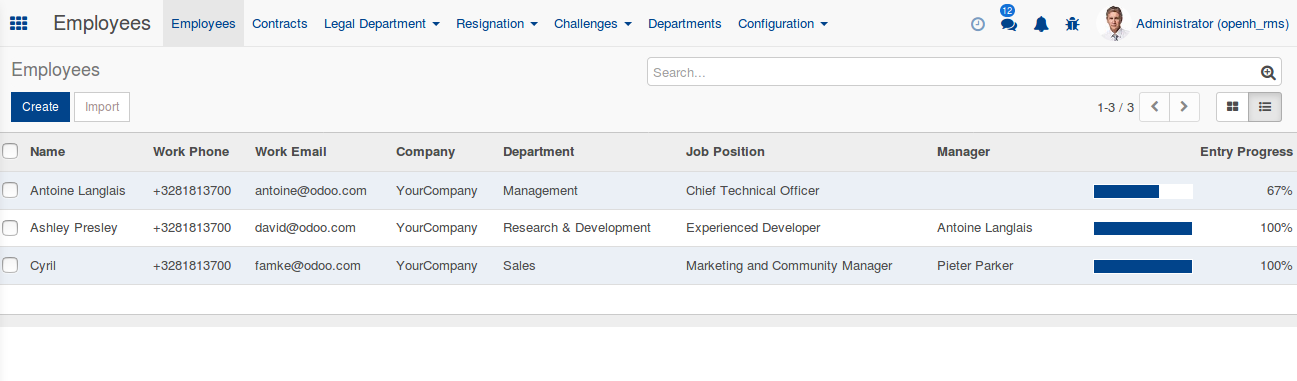 Employees Employees Contracts Legal Department Resignation Challenges Departments Configuration 12 Administrator (openh_rms)
Employees Search...
Create Import 1-3 / 3
Name Work Phone Work Email Company Department Job Position Manager Entry Progress
Antoine Langlais +3281813700 antoine@odoo.com YourCompany Management Chief Technical Officer 67%
Ashley Presley +3281813700 david@odoo.com YourCompany Research & Development Experienced Developer Antoine Langlais 100%
Cyril +3281813700 famke@odoo.com YourCompany Sales Marketing and Community Manager Pieter Parker 100%